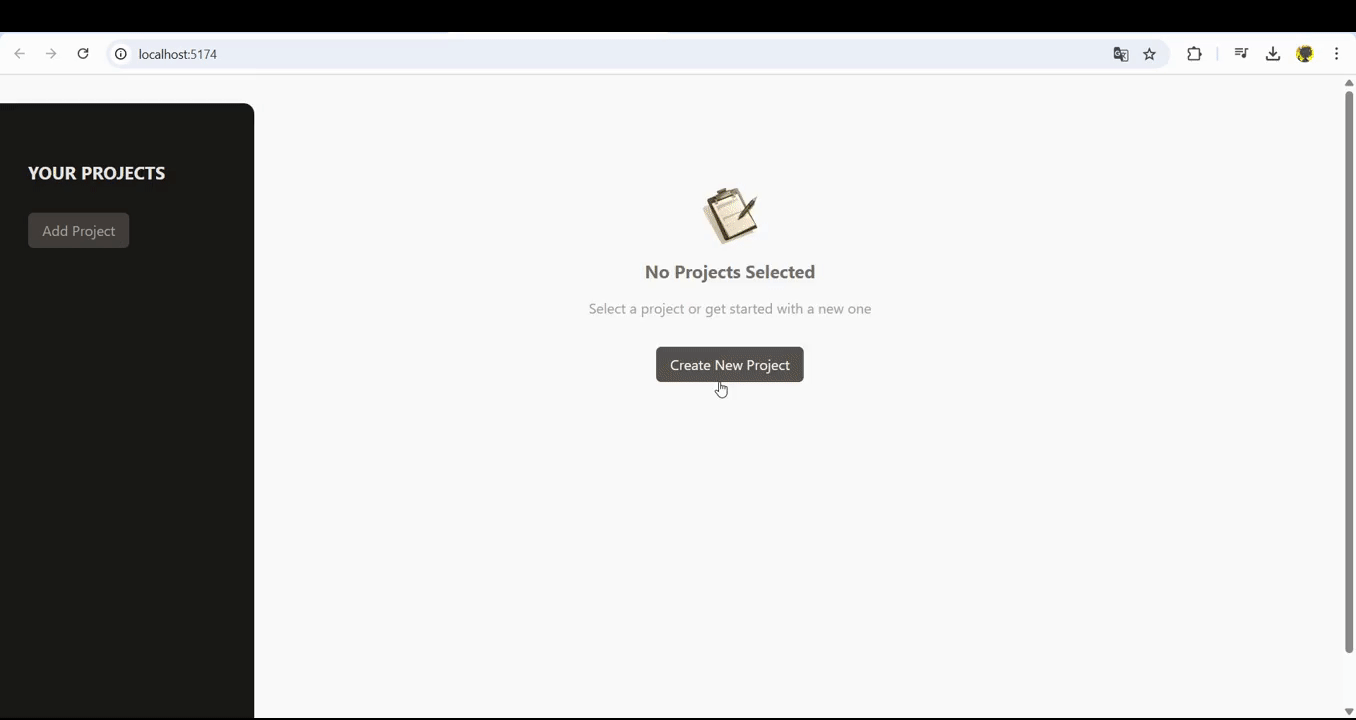 localhost:5174
YOUR PROJECTS
Add Project
No Projects Selected
Select a project or get started with a new one
Create New Project